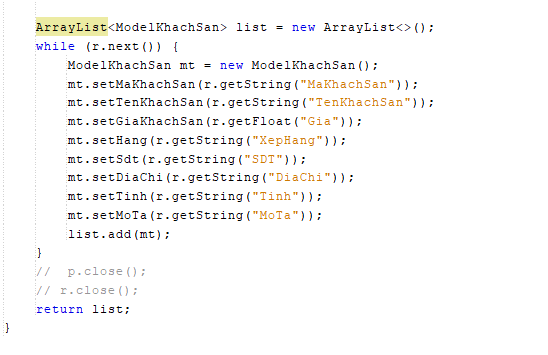 ArrayList<ModelKhachSan> list = new ArrayList<>();
while (r.next()) {
ModelKhachSan mt = new ModelKhachSan();
mt.setMaKhachSan(r.getString("MaKhachSan"));
mt.setTenKhachSan(r.getString("TenKhachSan"));
mt.setGiaKhachSan(r.getFloat("Gia"));
mt.setHang(r.getString("XepHang"));
mt.setSdt(r.getString("SDT"));
mt.setDiaChi(r.getString("DiaChi"));
mt.setTinh(r.getString("Tinh"));
mt.setMoTa(r.getString("MoTa"));
list.add(mt);
}
//  p.close();
// r.close();
return list;
}